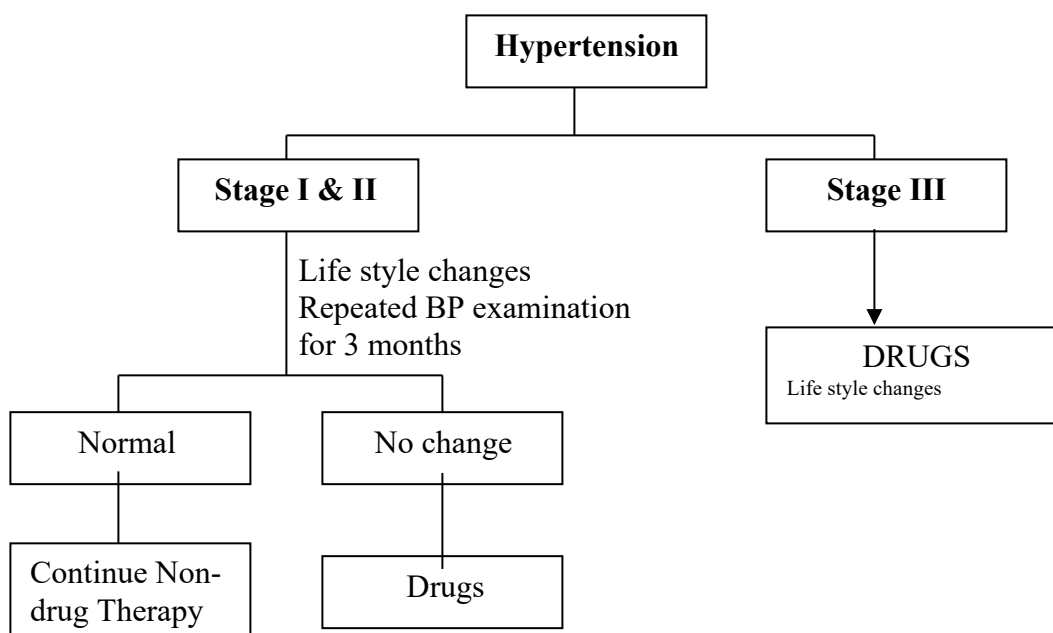 Hypertension
Stage I & II
Stage III
Life style changes
Repeated BP examination
for 3 months
DRUGS
Life style changes
Normal
No change
Continue Non-
drug Therapy
Drugs